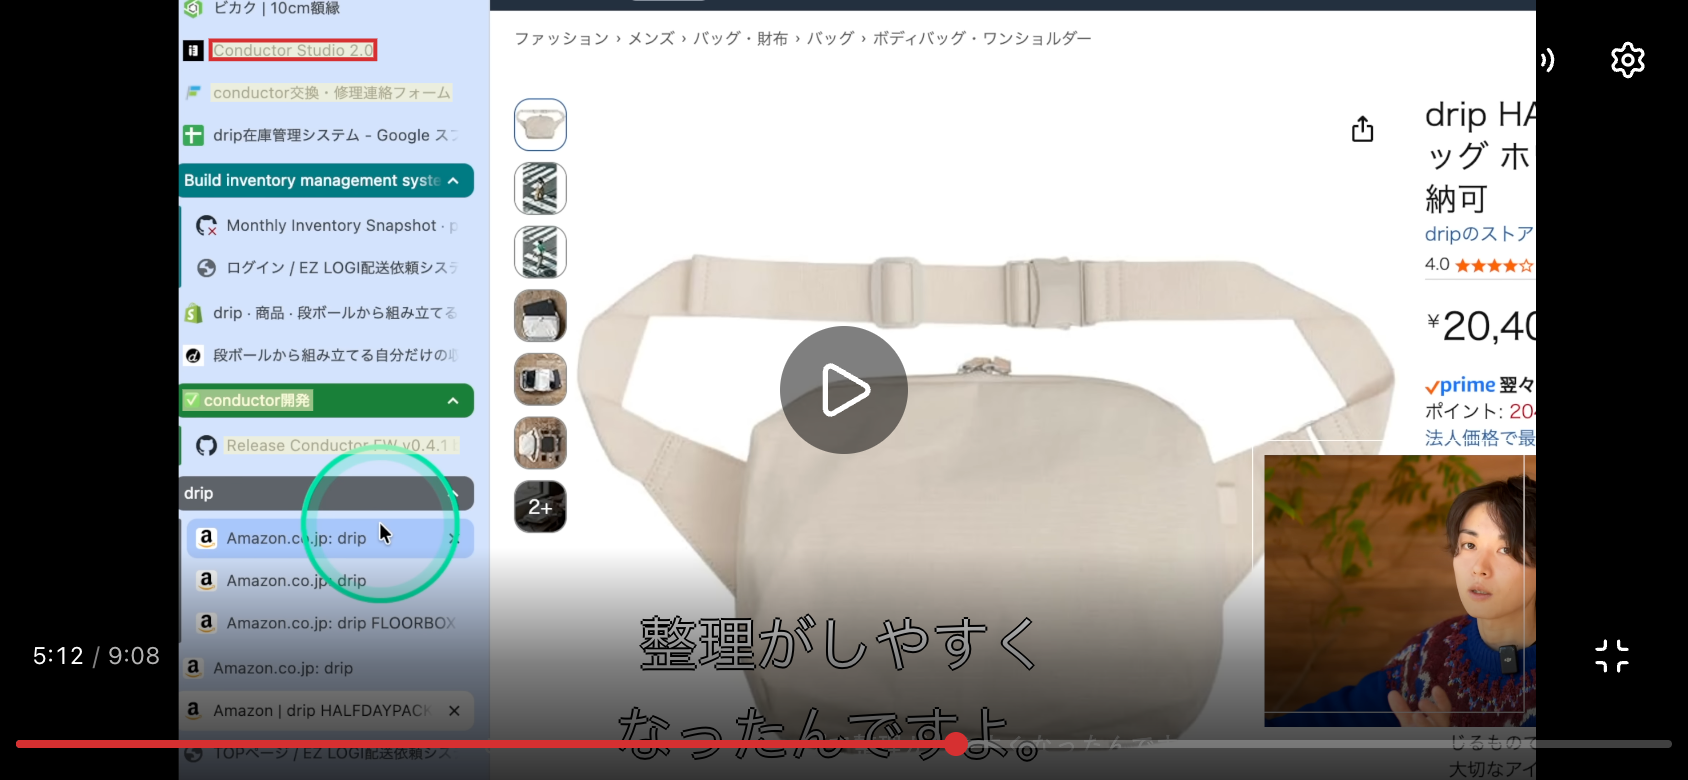 ビカク | 10cm額縁
Conductor Studio 2.0
conductor交換・修理連絡フォーム
drip在庫管理システム - Google ス
Build inventory management syste
Monthly Inventory Snapshot · p
ログイン / EZ LOGI配送依頼シス
drip · 商品 · 段ボールから組み立てる
段ボールから組み立てる自分だけの
✅ conductor開発
Release Conductor FW v0.4.1
drip
Amazon.co.jp: drip
Amazon.co.jp: drip
Amazon.co.jp: drip FLOORBOX
Amazon.co.jp: drip
Amazon | drip HALFDAYPACK
TOPページ / EZ LOGI配送依頼シス
ファッション › メンズ › バッグ・財布 › バッグ › ボディバッグ・ワンショルダー
2+
drip HA
ッグ ホ
納可
dripのストア
4.0
¥20,40
prime 翌々
ポイント: 20
法人価格で最
じるもので
大切なアイ
整理がしやすく
なったんですよ。
5:12 / 9:08